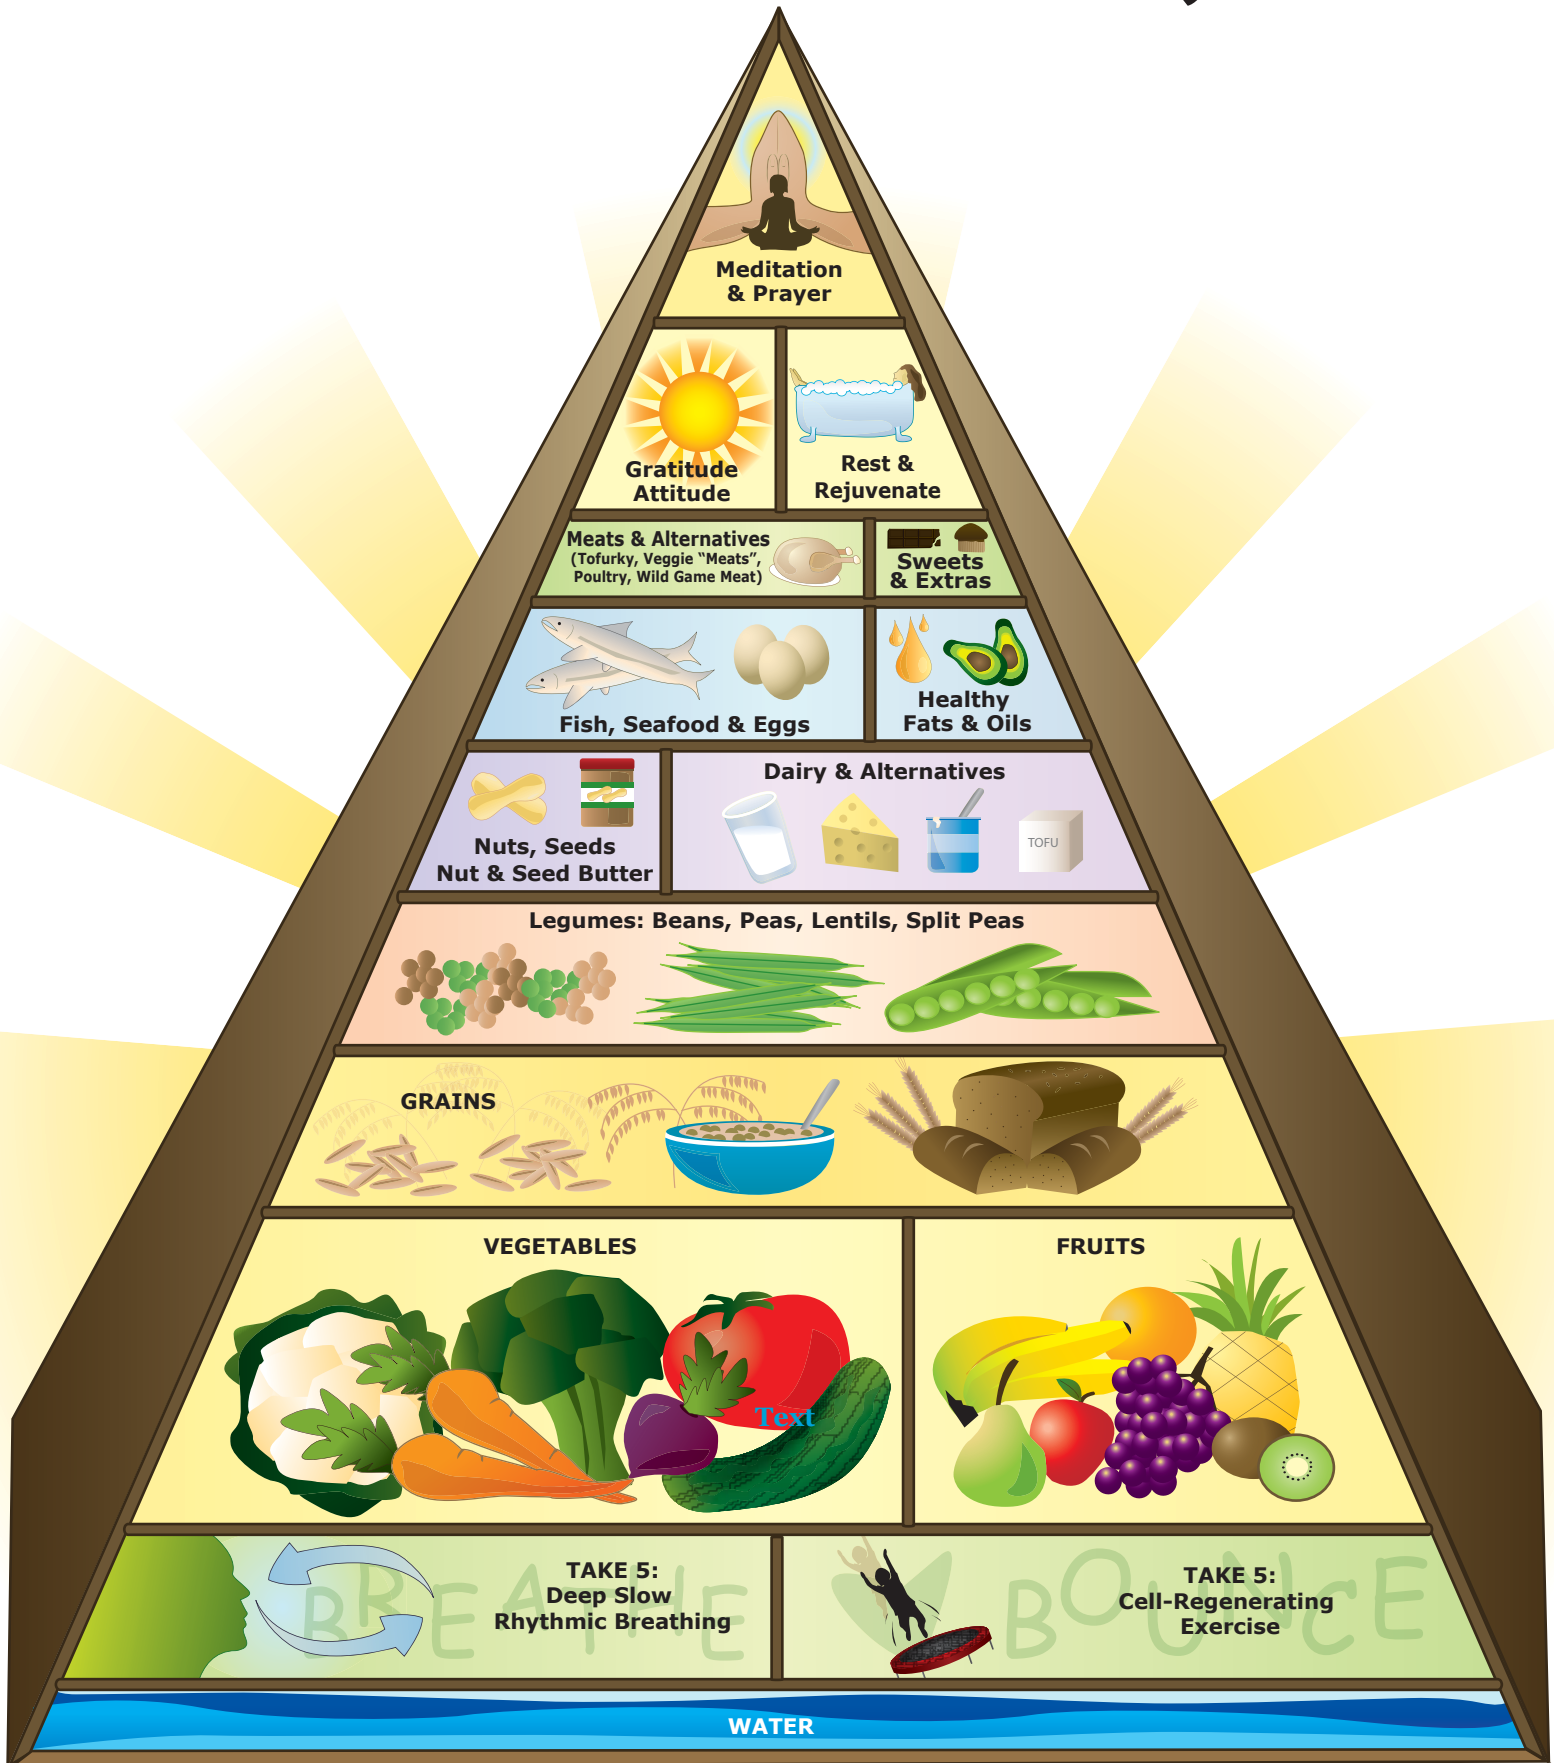 Meditation
& Prayer
Gratitude
Attitude
Rest &
Rejuvenate
Meats & Alternatives
(Tofurky, Veggie “Meats”,
Poultry, Wild Game Meat)
Sweets
& Extras
Fish, Seafood & Eggs
Healthy
Fats & Oils
Nuts, Seeds
Nut & Seed Butter
Dairy & Alternatives
TOFU
Legumes: Beans, Peas, Lentils, Split Peas
GRAINS
VEGETABLES
Text
FRUITS
BREATHE
TAKE 5:
Deep Slow
Rhythmic Breathing
BOUNCE
TAKE 5:
Cell-Regenerating
Exercise
WATER